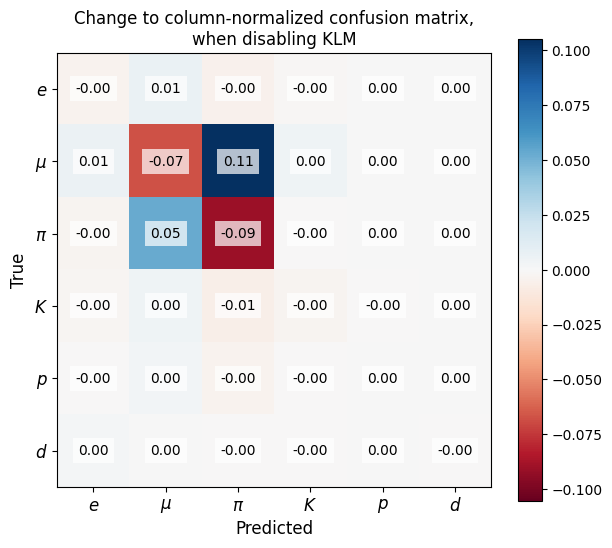 Change to column-normalized confusion matrix,
when disabling KLM
e -0.00 0.01 -0.00 -0.00 0.00 0.00
μ 0.01 -0.07 0.11 0.00 0.00 0.00
π -0.00 0.05 -0.09 -0.00 0.00 0.00
K -0.00 0.00 -0.01 -0.00 -0.00 0.00
p -0.00 0.00 -0.00 -0.00 0.00 0.00
d 0.00 0.00 -0.00 -0.00 0.00 -0.00
e μ π K p d
Predicted
True
0.100
0.075
0.050
0.025
0.000
−0.025
−0.050
−0.075
−0.100